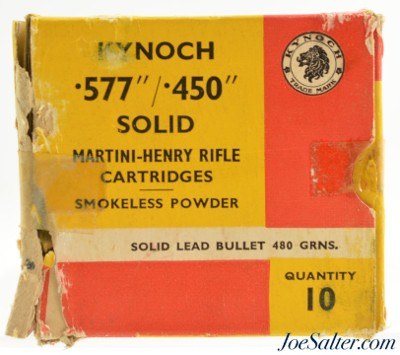 KYNOCH
·577"/·450"
SOLID
MARTINI-HENRY RIFLE
CARTRIDGES
SMOKELESS POWDER
KYNOCH
TRADE MARK
SOLID LEAD BULLET 480 GRNS.
QUANTITY
10
JoeSalter.com